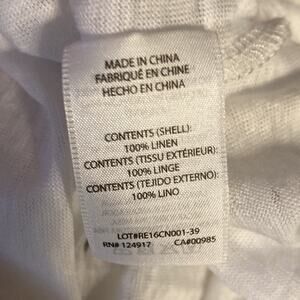 MADE IN CHINA
FABRIQUÉ EN CHINE
HECHO EN CHINA
CONTENTS (SHELL):
100% LINEN
CONTENTS (TISSU EXTÉRIEUR):
100% LINGE
CONTENTS (TEJIDO EXTERNO):
100% LINO
LOT#RE16CN001-39
RN# 124917 CA#00985